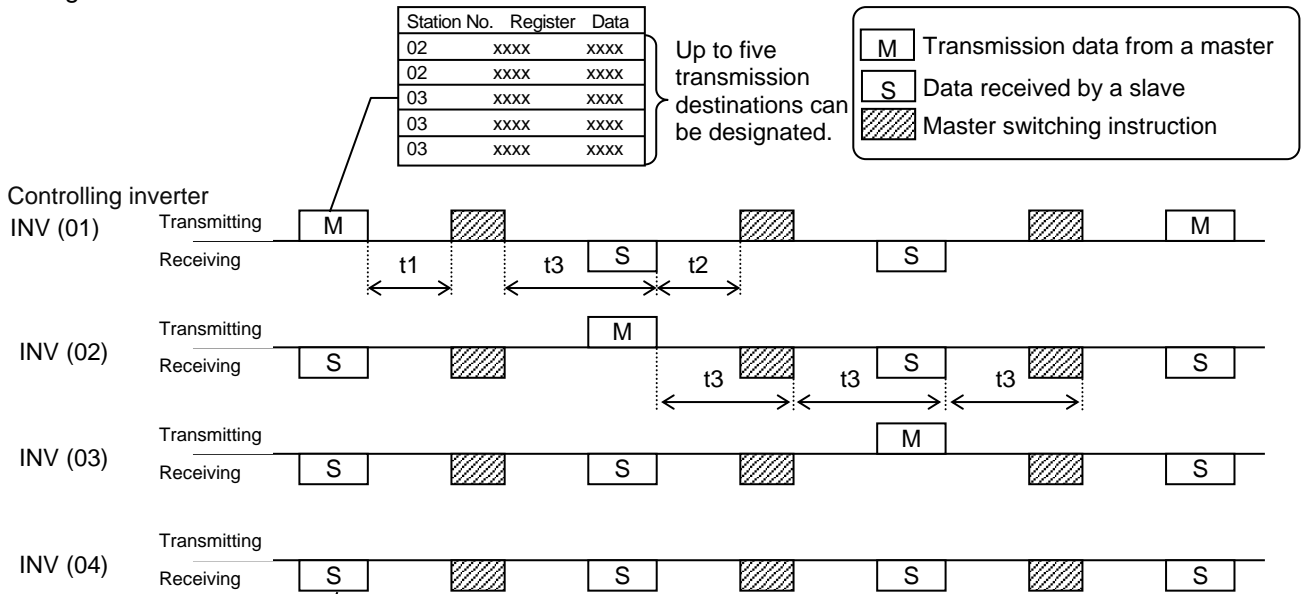 Station No. Register Data
02 xxxx xxxx
02 xxxx xxxx
03 xxxx xxxx
03 xxxx xxxx
03 xxxx xxxx
Up to five
transmission
destinations can
be designated.
M Transmission data from a master
S Data received by a slave
Master switching instruction
Controlling inverter
INV (01)
Transmitting
M M
Receiving
t1 t3 S t2 S
INV (02)
Transmitting
M
Receiving
S S S
t3 t3 t3
INV (03)
Transmitting
M
Receiving
S S S
INV (04)
Transmitting
Receiving
S S S S